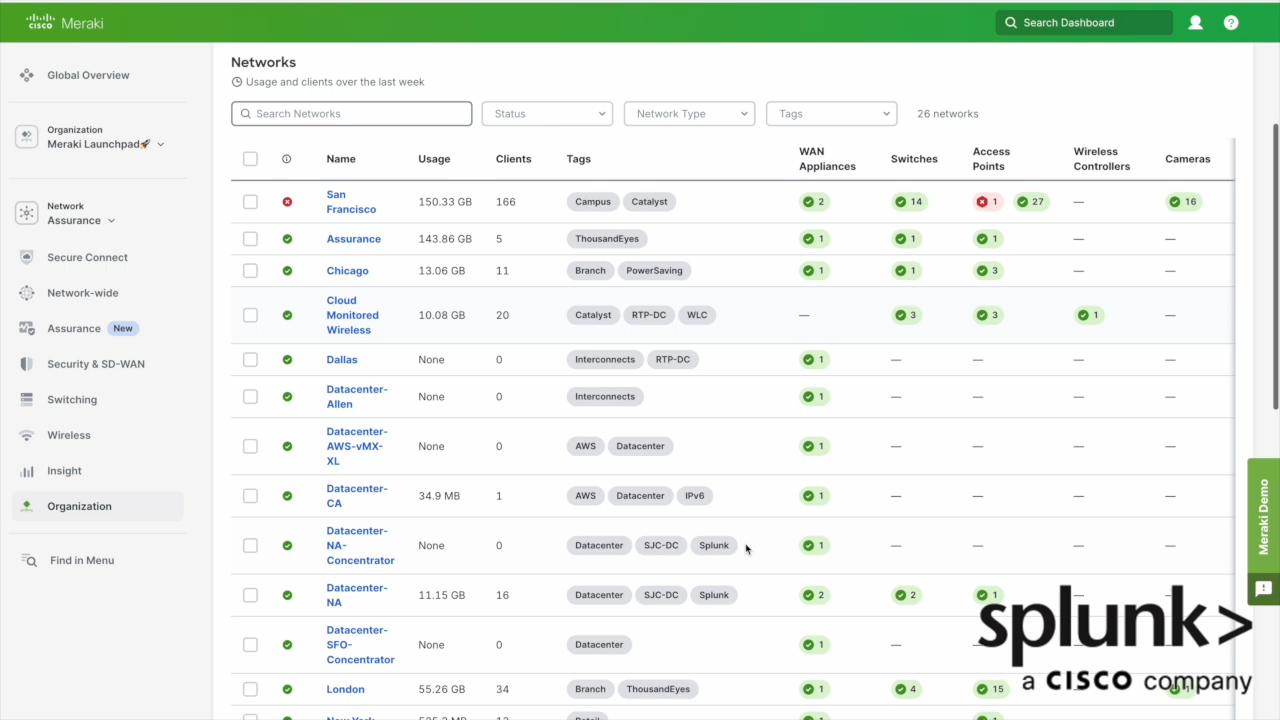 CISCO Meraki
Search Dashboard
Global Overview
Organization
Meraki Launchpad🚀
Network
Assurance
Secure Connect
Network-wide
Assurance New
Security & SD-WAN
Switching
Wireless
Insight
Organization
Find in Menu
Networks
Usage and clients over the last week
Search Networks Status Network Type Tags 26 networks
Name Usage Clients Tags WAN Appliances Switches Access Points Wireless Controllers Cameras
San Francisco 150.33 GB 166 Campus Catalyst 2 14 1 27 — 16
Assurance 143.86 GB 5 ThousandEyes 1 1 1 — —
Chicago 13.06 GB 11 Branch PowerSaving 1 1 3 — —
Cloud Monitored Wireless 10.08 GB 20 Catalyst RTP-DC WLC — 3 3 1 —
Dallas None 0 Interconnects RTP-DC 1 — — — —
Datacenter-Allen None 0 Interconnects 1 — — — —
Datacenter-AWS-vMX-XL None 0 AWS Datacenter 1 — — — —
Datacenter-CA 34.9 MB 1 AWS Datacenter IPv6 1 — — — —
Datacenter-NA-Concentrator None 0 Datacenter SJC-DC Splunk 1 — — — —
Datacenter-NA 11.15 GB 16 Datacenter SJC-DC Splunk 2 2 1 — —
Datacenter-SFO-Concentrator None 0 Datacenter 1 —
London 55.26 GB 34 Branch ThousandEyes 1 4 15
Meraki Demo
splunk>
a CISCO company